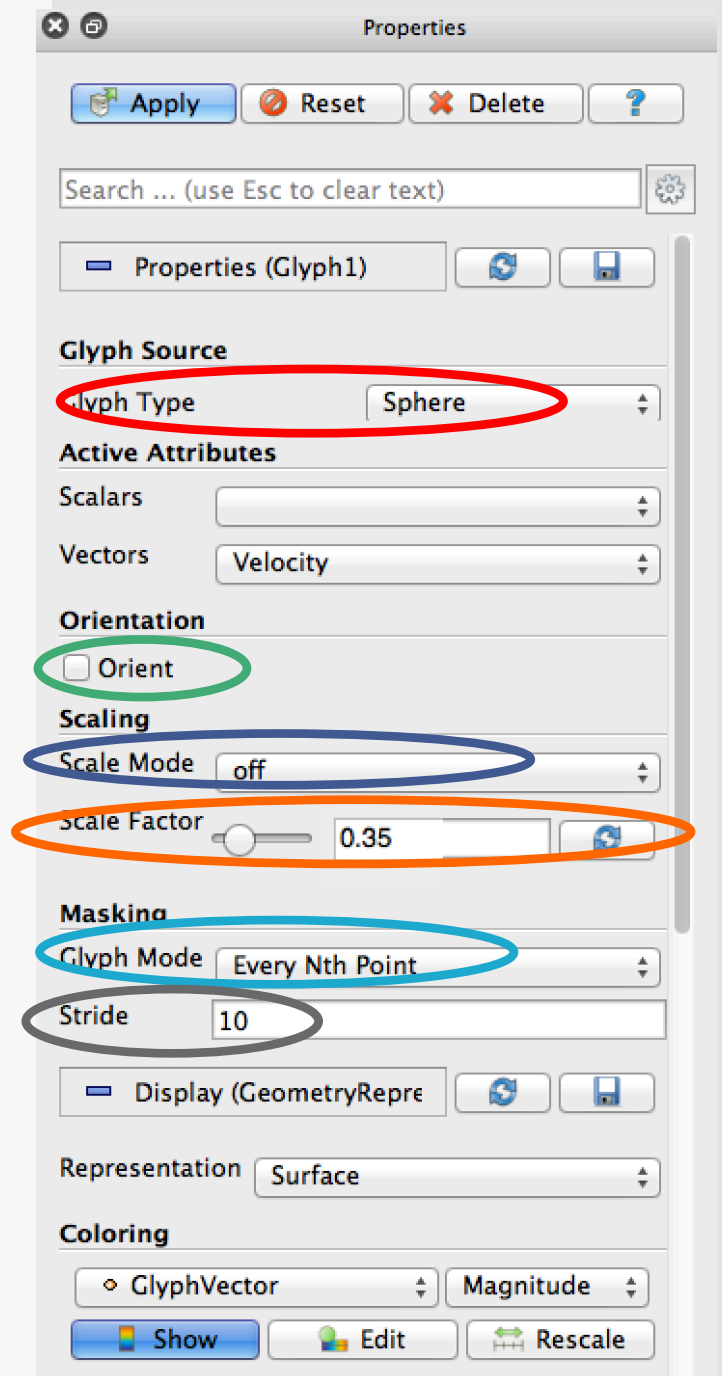 Properties
Apply Reset Delete ?
Search ... (use Esc to clear text)
Properties (Glyph1)
Glyph Source
Glyph Type Sphere
Active Attributes
Scalars
Vectors Velocity
Orientation
Orient
Scaling
Scale Mode off
Scale Factor 0.35
Masking
Glyph Mode Every Nth Point
Stride 10
Display (GeometryRepre
Representation Surface
Coloring
GlyphVector Magnitude
Show Edit Rescale